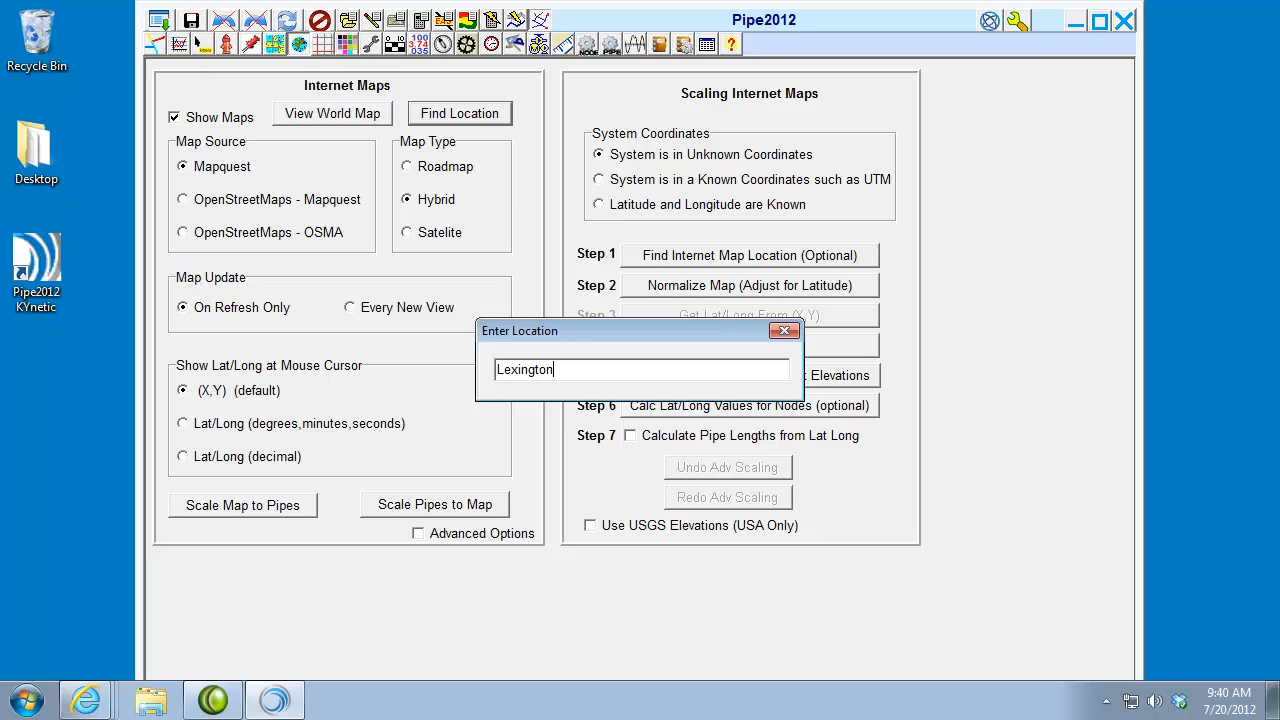 Recycle Bin
Desktop
Pipe2012
KYnetic
Pipe2012
NODE
PIPE
Internet Maps
Show Maps
View World Map
Find Location
Map Source
Mapquest
OpenStreetMaps - Mapquest
OpenStreetMaps - OSMA
Map Type
Roadmap
Hybrid
Satelite
Map Update
On Refresh Only
Every New View
Show Lat/Long at Mouse Cursor
(X,Y) (default)
Lat/Long (degrees,minutes,seconds)
Lat/Long (decimal)
Scale Map to Pipes
Scale Pipes to Map
Advanced Options
Scaling Internet Maps
System Coordinates
System is in Unknown Coordinates
System is in a Known Coordinates such as UTM
Latitude and Longitude are Known
Step 1
Find Internet Map Location (Optional)
Step 2
Normalize Map (Adjust for Latitude)
Step 3
Get Lat/Long From (X,Y)
Elevations
Step 6
Calc Lat/Long Values for Nodes (optional)
Step 7
Calculate Pipe Lengths from Lat Long
Undo Adv Scaling
Redo Adv Scaling
Use USGS Elevations (USA Only)
Enter Location
Lexington
9:40 AM
7/20/2012